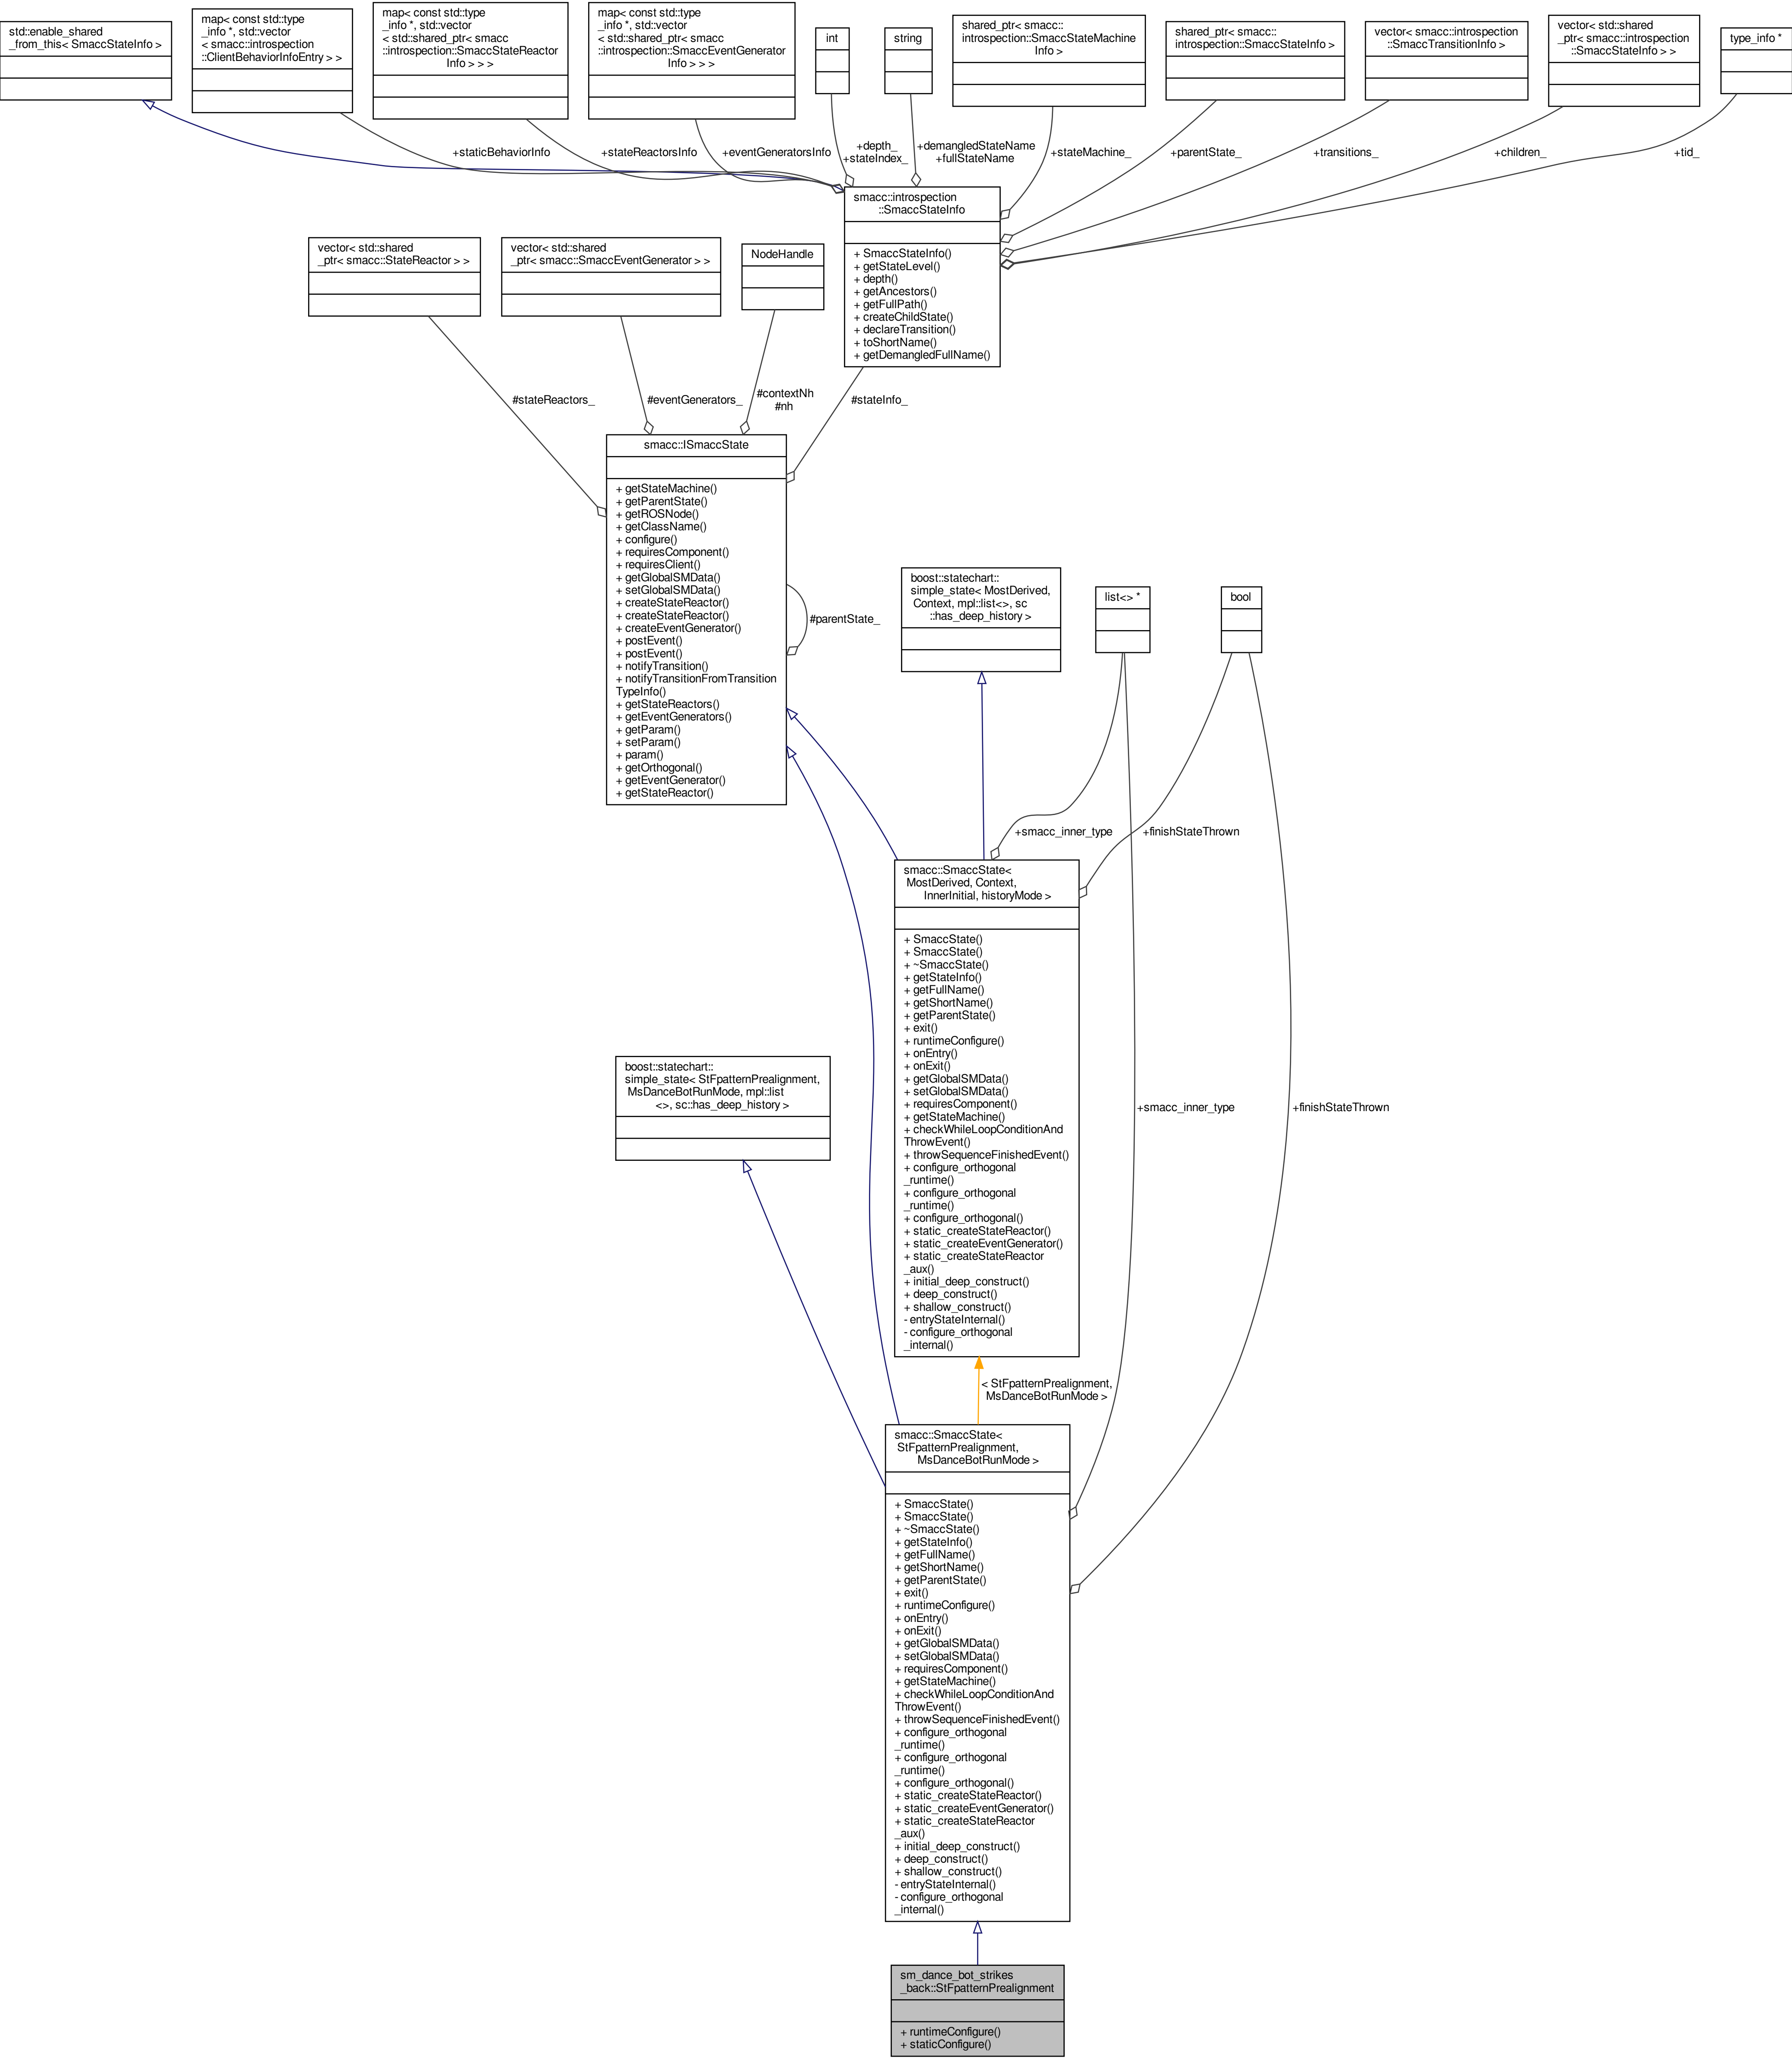 std::enable_shared
_from_this< SmaccStateInfo >
map< const std::type
_info *, std::vector
< smacc::introspection
::ClientBehaviorInfoEntry > >
map< const std::type
_info *, std::vector
< std::shared_ptr< smacc
::introspection::SmaccStateReactor
Info > > >
map< const std::type
_info *, std::vector
< std::shared_ptr< smacc
::introspection::SmaccEventGenerator
Info > > >
int
string
shared_ptr< smacc::
introspection::SmaccStateMachine
Info >
shared_ptr< smacc::
introspection::SmaccStateInfo >
vector< smacc::introspection
::SmaccTransitionInfo >
vector< std::shared
_ptr< smacc::introspection
::SmaccStateInfo > >
type_info *
+staticBehaviorInfo
+stateReactorsInfo
+eventGeneratorsInfo
+depth_
+stateIndex_
+demangledStateName
+fullStateName
+stateMachine_
+parentState_
+transitions_
+children_
+tid_
smacc::introspection
::SmaccStateInfo
+ SmaccStateInfo()
+ getStateLevel()
+ depth()
+ getAncestors()
+ getFullPath()
+ createChildState()
+ declareTransition()
+ toShortName()
+ getDemangledFullName()
vector< std::shared
_ptr< smacc::StateReactor > >
vector< std::shared
_ptr< smacc::SmaccEventGenerator > >
NodeHandle
#stateReactors_
#eventGenerators_
#contextNh
#nh
#stateInfo_
smacc::ISmaccState
+ getStateMachine()
+ getParentState()
+ getROSNode()
+ getClassName()
+ configure()
+ requiresComponent()
+ requiresClient()
+ getGlobalSMData()
+ setGlobalSMData()
+ createStateReactor()
+ createStateReactor()
+ createEventGenerator()
+ postEvent()
+ postEvent()
+ notifyTransition()
+ notifyTransitionFromTransition
TypeInfo()
+ getStateReactors()
+ getEventGenerators()
+ getParam()
+ setParam()
+ param()
+ getOrthogonal()
+ getEventGenerator()
+ getStateReactor()
#parentState_
boost::statechart::
simple_state< MostDerived,
Context, mpl::list<>, sc
::has_deep_history >
list<> *
bool
+smacc_inner_type
+finishStateThrown
smacc::SmaccState<
MostDerived, Context,
InnerInitial, historyMode >
+ SmaccState()
+ SmaccState()
+ ~SmaccState()
+ getStateInfo()
+ getFullName()
+ getShortName()
+ getParentState()
+ exit()
+ runtimeConfigure()
+ onEntry()
+ onExit()
+ getGlobalSMData()
+ setGlobalSMData()
+ requiresComponent()
+ getStateMachine()
+ checkWhileLoopConditionAnd
ThrowEvent()
+ throwSequenceFinishedEvent()
+ configure_orthogonal
_runtime()
+ configure_orthogonal
_runtime()
+ configure_orthogonal()
+ static_createStateReactor()
+ static_createEventGenerator()
+ static_createStateReactor
_aux()
+ initial_deep_construct()
+ deep_construct()
+ shallow_construct()
- entryStateInternal()
- configure_orthogonal
_internal()
boost::statechart::
simple_state< StFpatternPrealignment,
MsDanceBotRunMode, mpl::list
<>, sc::has_deep_history >
+smacc_inner_type
+finishStateThrown
< StFpatternPrealignment,
MsDanceBotRunMode >
smacc::SmaccState<
StFpatternPrealignment,
MsDanceBotRunMode >
+ SmaccState()
+ SmaccState()
+ ~SmaccState()
+ getStateInfo()
+ getFullName()
+ getShortName()
+ getParentState()
+ exit()
+ runtimeConfigure()
+ onEntry()
+ onExit()
+ getGlobalSMData()
+ setGlobalSMData()
+ requiresComponent()
+ getStateMachine()
+ checkWhileLoopConditionAnd
ThrowEvent()
+ throwSequenceFinishedEvent()
+ configure_orthogonal
_runtime()
+ configure_orthogonal
_runtime()
+ configure_orthogonal()
+ static_createStateReactor()
+ static_createEventGenerator()
+ static_createStateReactor
_aux()
+ initial_deep_construct()
+ deep_construct()
+ shallow_construct()
- entryStateInternal()
- configure_orthogonal
_internal()
sm_dance_bot_strikes
_back::StFpatternPrealignment
+ runtimeConfigure()
+ staticConfigure()